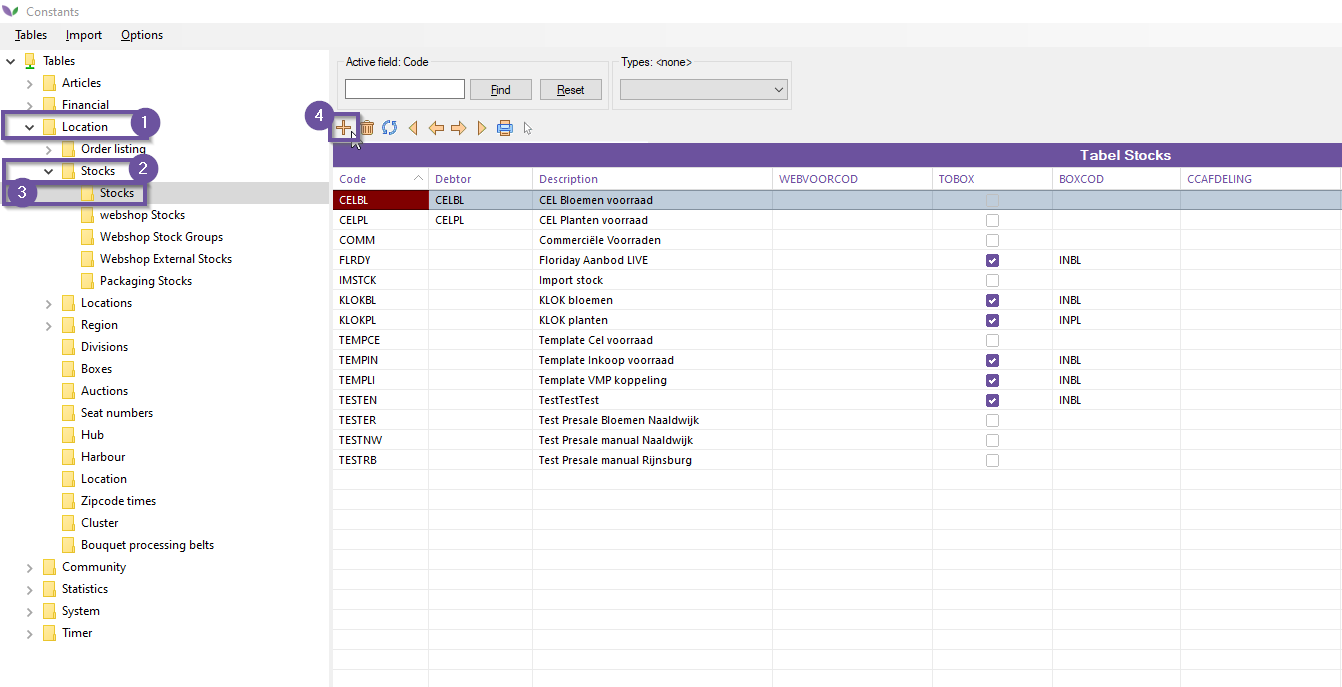 Constants
Tables Import Options
Tables
Articles
Financial
Location 1
Order listing
Stocks 2
3 Stocks
webshop Stocks
Webshop Stock Groups
Webshop External Stocks
Packaging Stocks
Locations
Region
Divisions
Boxes
Auctions
Seat numbers
Hub
Harbour
Location
Zipcode times
Cluster
Bouquet processing belts
Community
Statistics
System
Timer
Active field: Code Types: <none>
Find Reset
4
Tabel Stocks
Code Debtor Description WEBVOORCOD TOBOX BOXCOD CCAFDELING
CELBL CELBL CEL Bloemen voorraad
CELPL CELPL CEL Planten voorraad
COMM Commerciële Voorraden
FLRDY Floriday Aanbod LIVE INBL
IMSTCK Import stock
KLOKBL KLOK bloemen INBL
KLOKPL KLOK planten INPL
TEMPCE Template Cel voorraad
TEMPIN Template Inkoop voorraad INBL
TEMPLI Template VMP koppeling INBL
TESTEN TestTestTest INBL
TESTER Test Presale Bloemen Naaldwijk
TESTNW Test Presale manual Naaldwijk
TESTRB Test Presale manual Rijnsburg